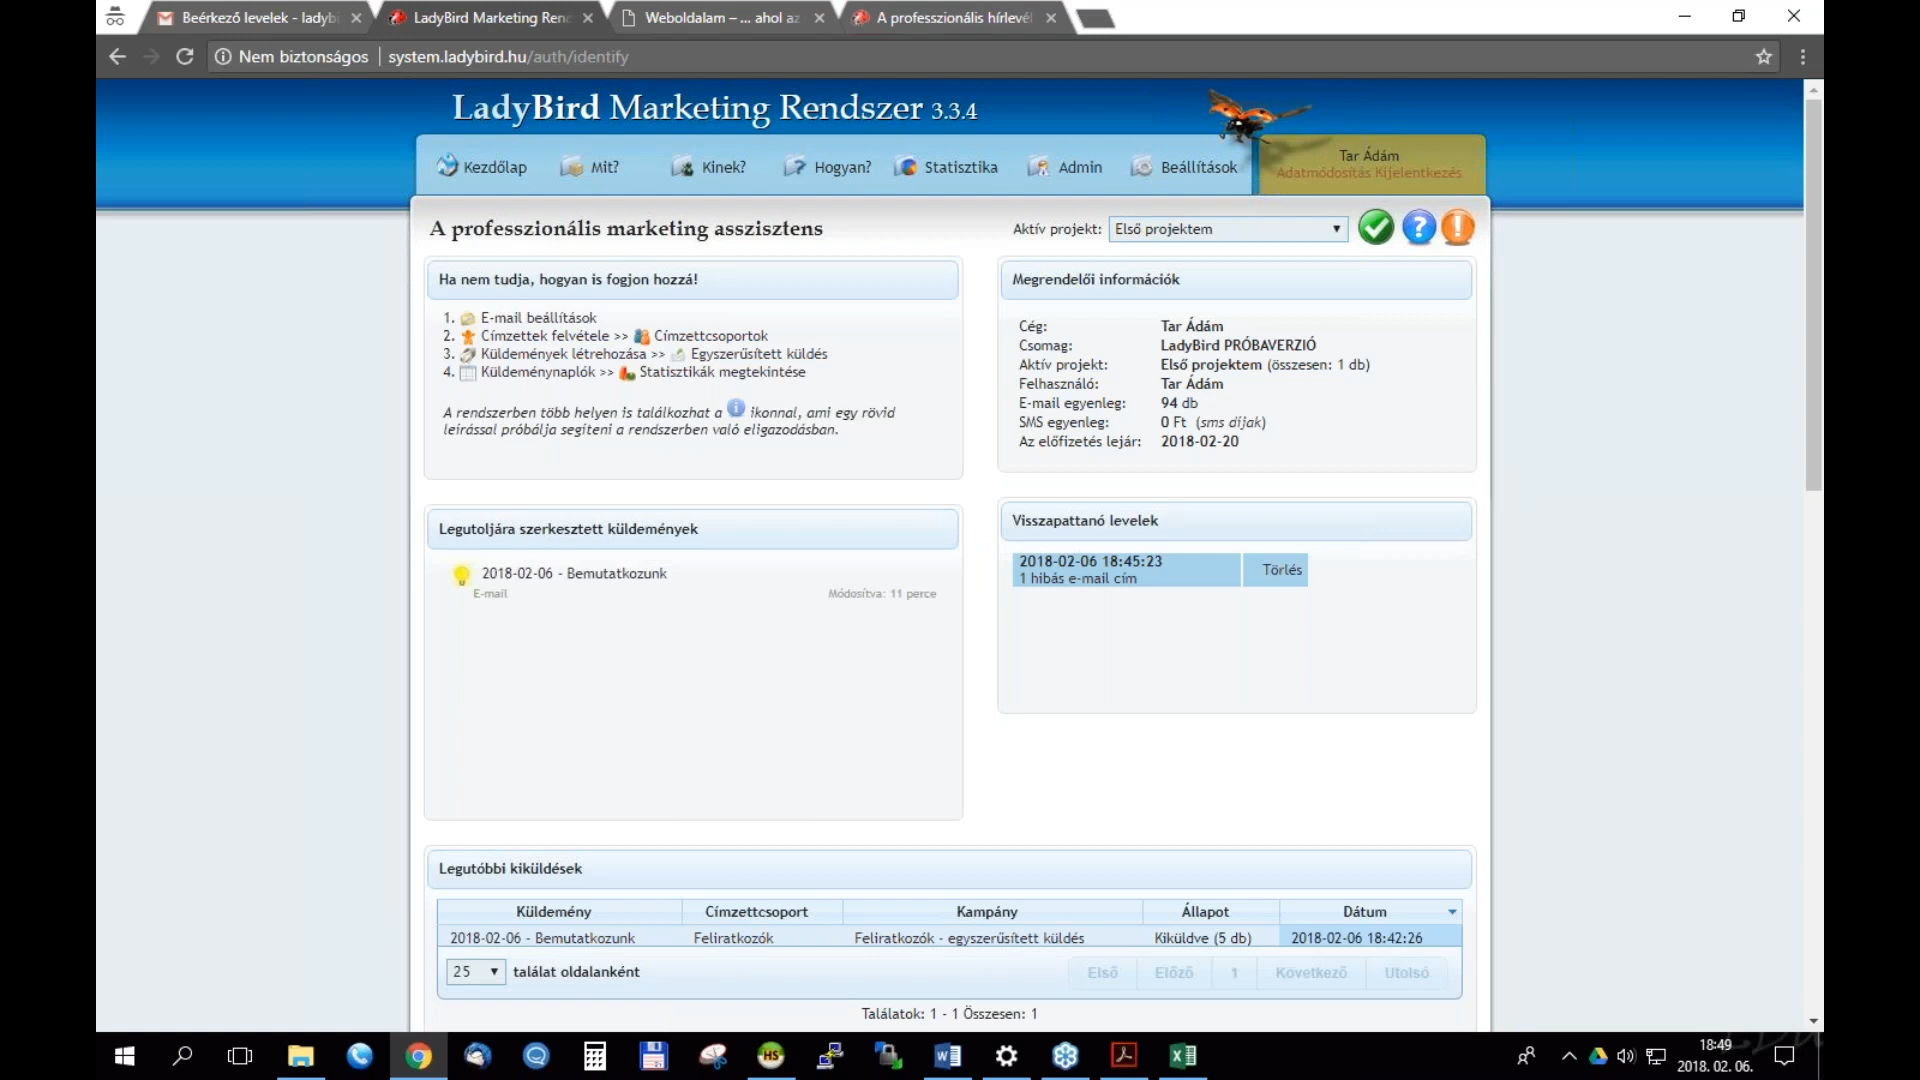 Beérkező levelek - ladybi
LadyBird Marketing Rend
Weboldalam – ... ahol az
A professzionális hírlevél
Nem biztonságos
system.ladybird.hu/auth/identify
LadyBird Marketing Rendszer 3.3.4
Kezdőlap
Mit?
Kinek?
Hogyan?
Statisztika
Admin
Beállítások
Tar Ádám
Adatmódosítás Kijelentkezés
A professzionális marketing asszisztens
Aktív projekt:
Első projektem
Ha nem tudja, hogyan is fogjon hozzá!
1. E-mail beállítások
2. Címzettek felvétele >> Címzettcsoportok
3. Küldemények létrehozása >> Egyszerűsített küldés
4. Küldeménynaplók >> Statisztikák megtekintése
A rendszerben több helyen is találkozhat a ikonnal, ami egy rövid
leírással próbálja segíteni a rendszerben való eligazodásban.
Megrendelői információk
Cég: Tar Ádám
Csomag: LadyBird PRÓBAVERZIÓ
Aktív projekt: Első projektem (összesen: 1 db)
Felhasználó: Tar Ádám
E-mail egyenleg: 94 db
SMS egyenleg: 0 Ft (sms díjak)
Az előfizetés lejár: 2018-02-20
Legutoljára szerkesztett küldemények
2018-02-06 - Bemutatkozunk
E-mail
Módosítva: 11 perce
Visszapattanó levelek
2018-02-06 18:45:23
1 hibás e-mail cím
Törlés
Legutóbbi kiküldések
Küldemény Címzettcsoport Kampány Állapot Dátum
2018-02-06 - Bemutatkozunk Feliratkozók Feliratkozók - egyszerűsített küldés Kiküldve (5 db) 2018-02-06 18:42:26
25 találat oldalanként
Első Előző 1 Következő Utolsó
Találatok: 1 - 1 Összesen: 1
HS
18:49
2018. 02. 06.